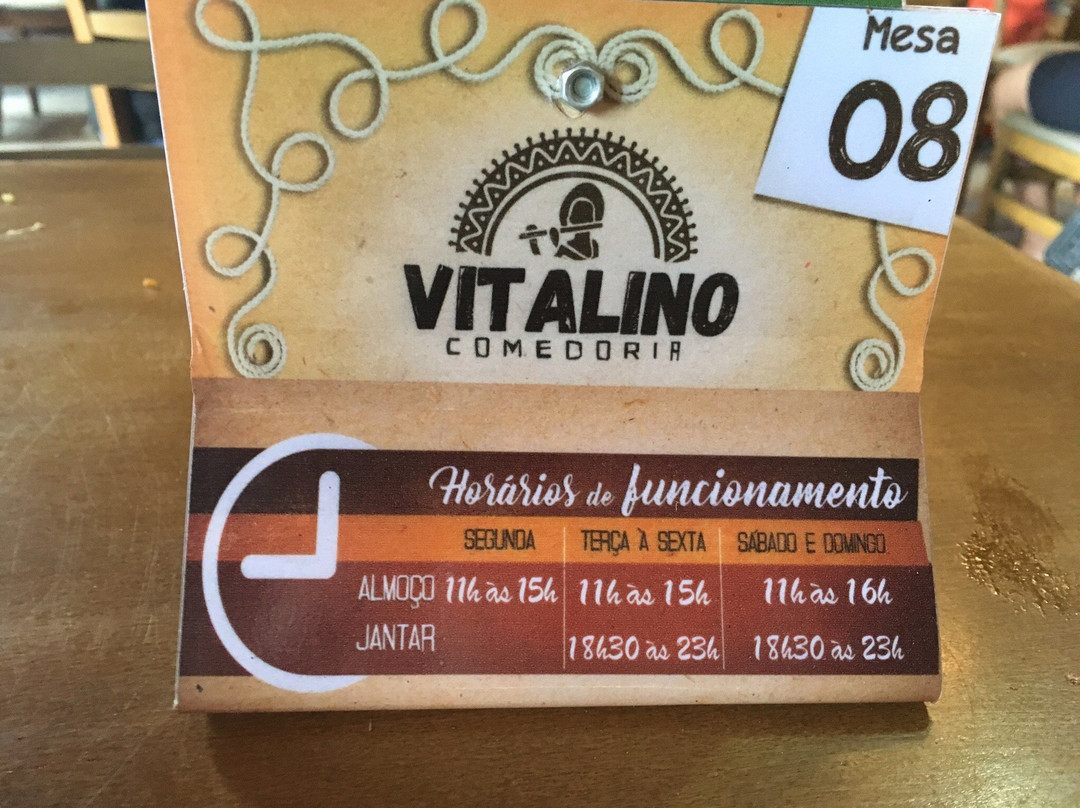 Mesa
08
VITALINO
COMEDORIA
Horários de funcionamento
SEGUNDA TERÇA À SEXTA SÁBADO E DOMINGO
ALMOÇO 11h às 15h 11h às 15h 11h às 16h
JANTAR 18h30 às 23h 18h30 às 23h